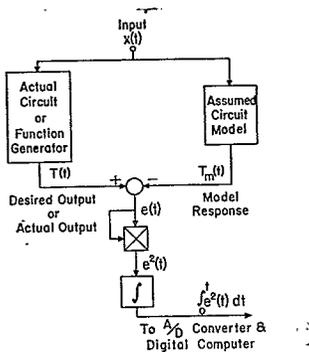 Input
x(t)
Actual
Circuit
or
Function
Generator
Assumed
Circuit
Model
T(t)
+
−
Tm(t)
Desired Output
or
Actual Output
e(t)
Model
Response
e²(t)
∫
∫₀ᵗe²(t) dt
To A/D Converter &
Digital Computer